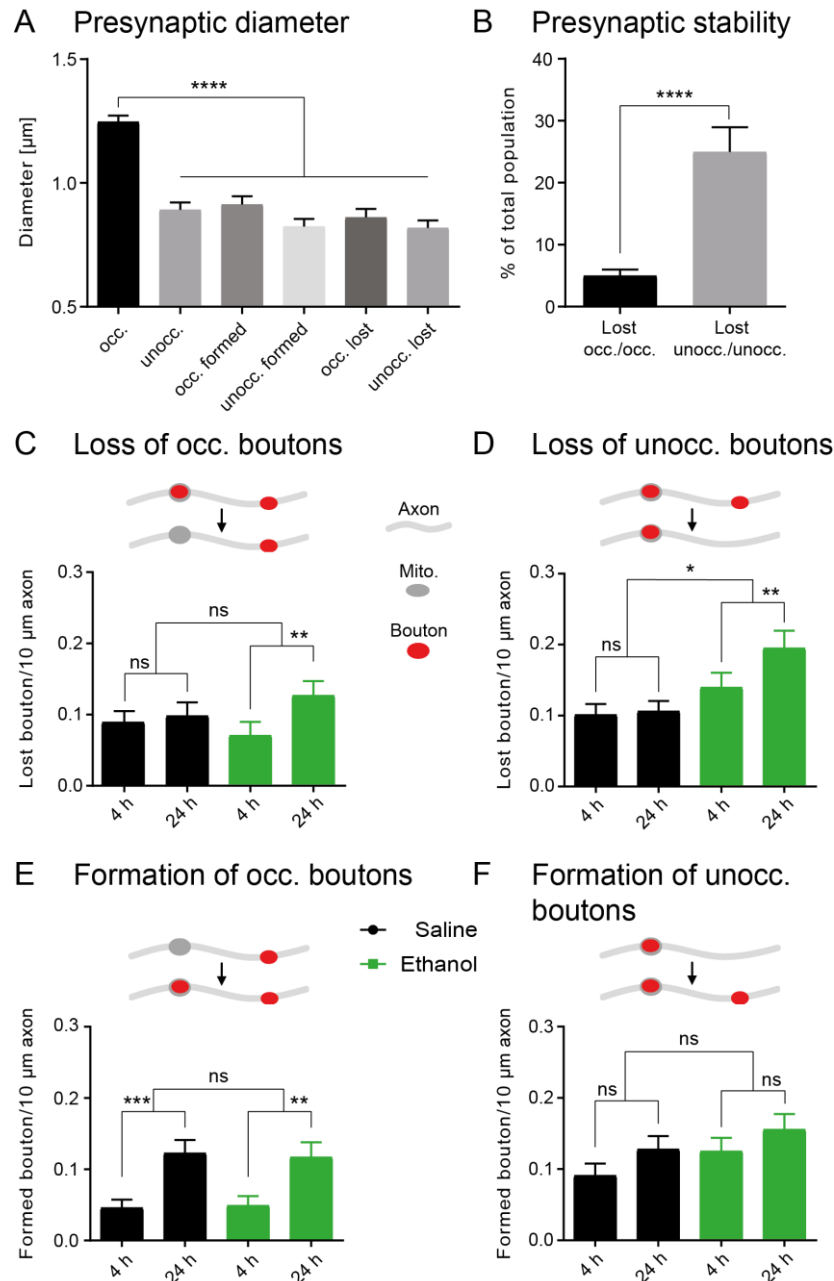 A Presynaptic diameter
1.5
1.0
0.5
Diameter [µm]
****
occ.
unocc.
occ. formed
unocc. formed
occ. lost
unocc. lost
B Presynaptic stability
40
30
20
10
0
% of total population
****
Lost
occ./occ.
Lost
unocc./unocc.
C Loss of occ. boutons
0.3
0.2
0.1
0.0
Lost bouton/10 µm axon
ns
ns
**
4 h
24 h
4 h
24 h
Axon
Mito.
Bouton
D Loss of unocc. boutons
0.3
0.2
0.1
0.0
Lost bouton/10 µm axon
*
ns
**
4 h
24 h
4 h
24 h
E Formation of occ. boutons
0.3
0.2
0.1
0.0
Formed bouton/10 µm axon
ns
***
**
4 h
24 h
4 h
24 h
Saline
Ethanol
F Formation of unocc.
boutons
0.3
0.2
0.1
0.0
Formed bouton/10 µm axon
ns
ns
ns
4 h
24 h
4 h
24 h